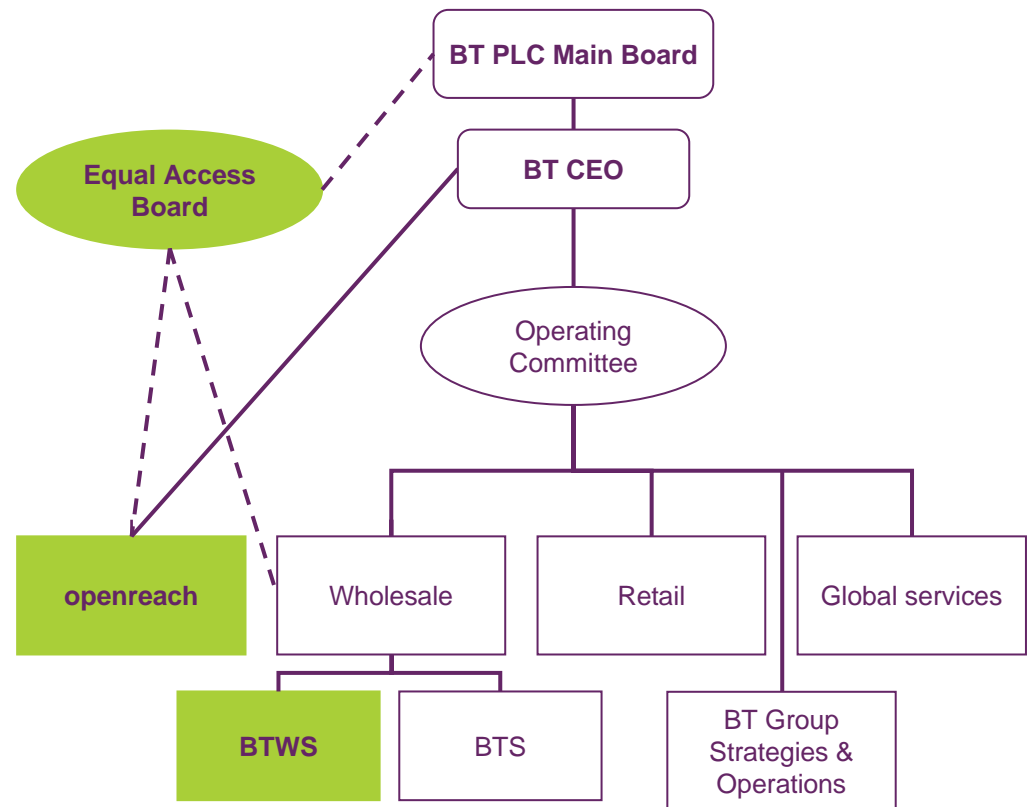 BT PLC Main Board
BT CEO
Equal Access
Board
Operating
Committee
openreach
Wholesale
Retail
Global services
BTWS
BTS
BT Group
Strategies &
Operations